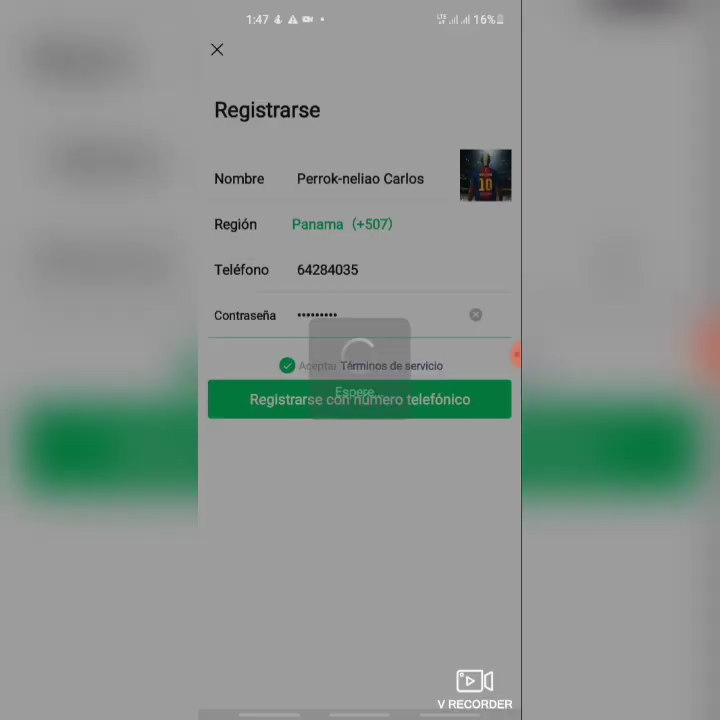 1:47
LTE
16%
Registrarse
Nombre Perrok-neliao Carlos
10
Región Panama (+507)
Teléfono 64284035
Contraseña •••••••••
Aceptar Términos de servicio
Espere...
Registrarse con número telefónico
V RECORDER